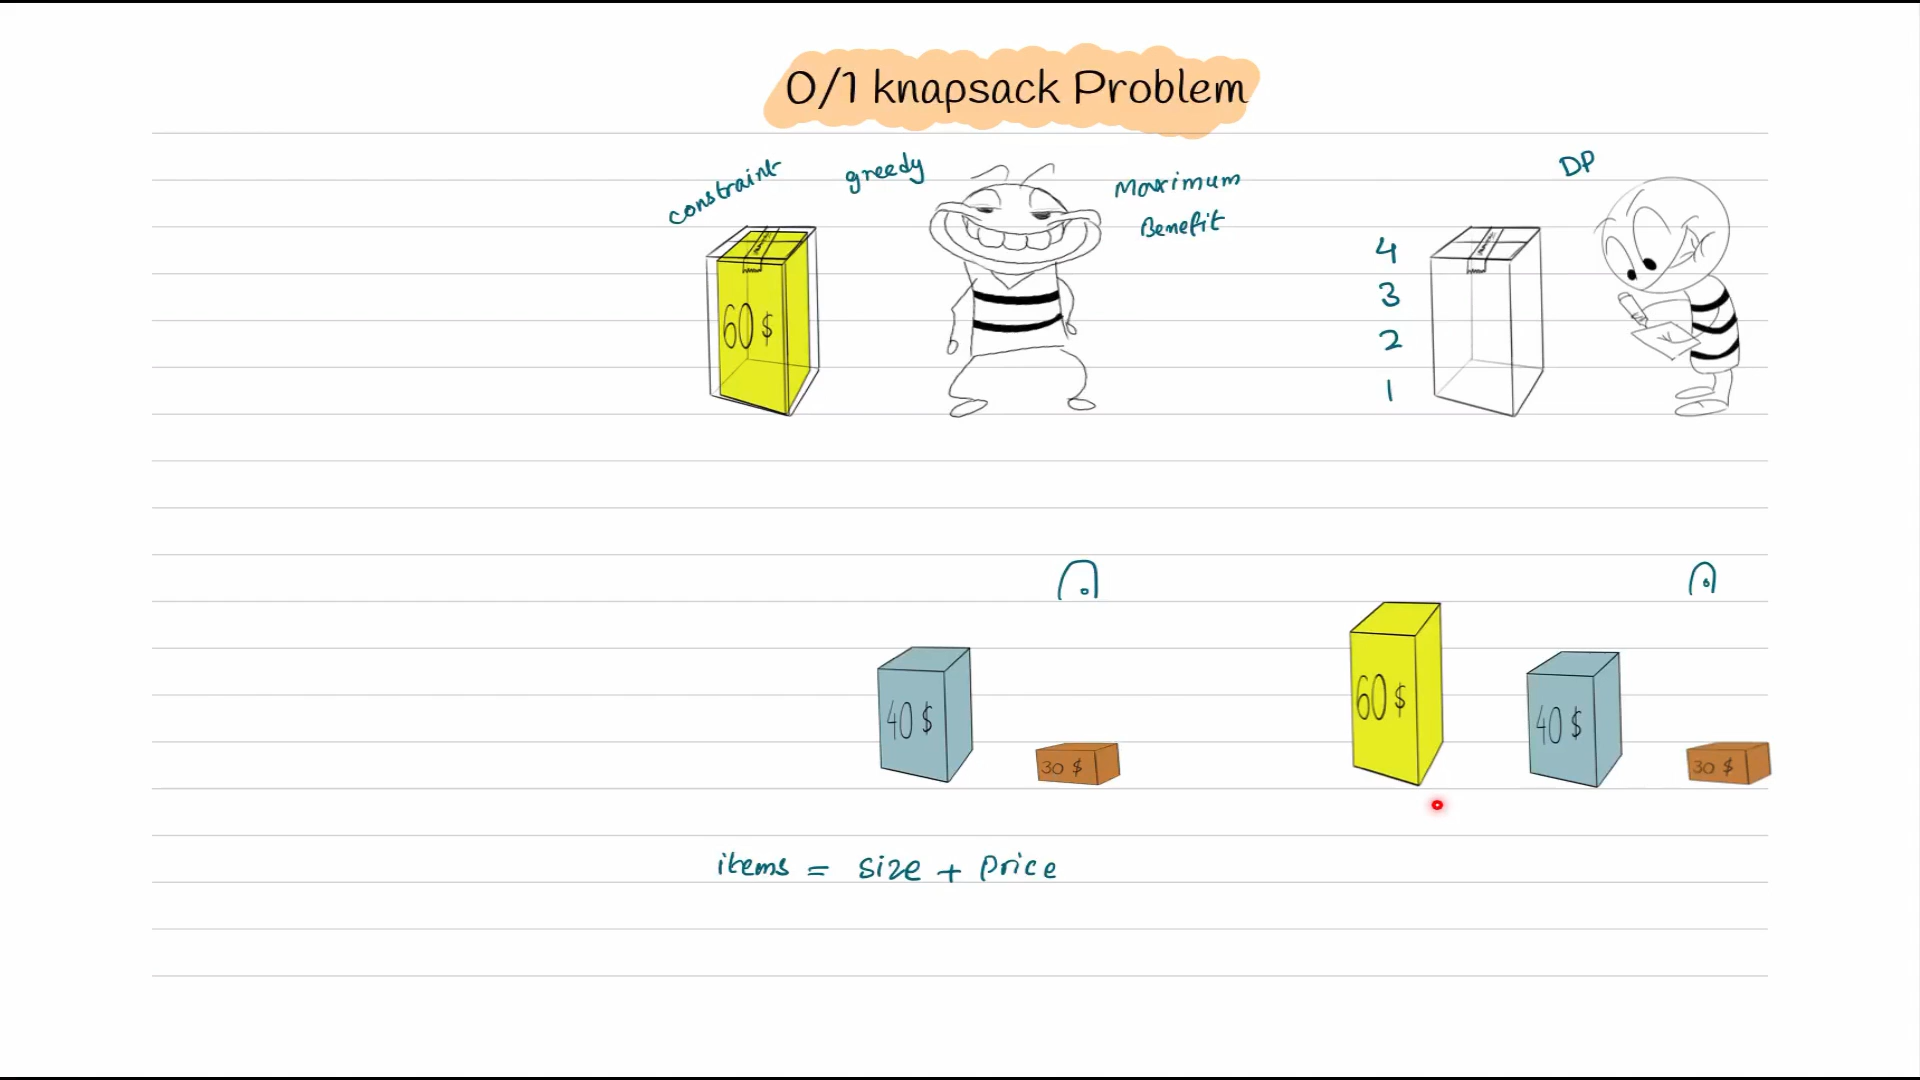 0/1 knapsack Problem
constraint
greedy
Maximum
Benefit
DP
4
3
2
1
60 $
40 $
30 $
60 $
40 $
30 $
items = size + price